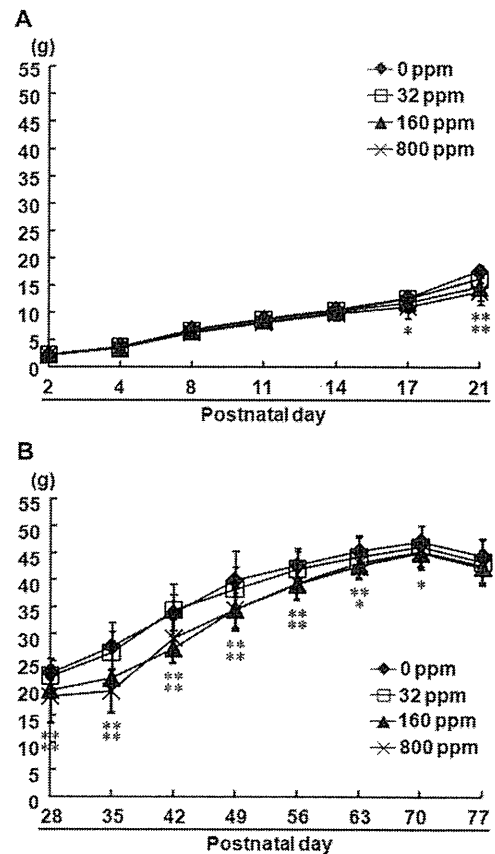 A
(g)
55
50
45
40
35
30
25
20
15
10
5
0
0 ppm
32 ppm
160 ppm
800 ppm
*
**
**
2 4 8 11 14 17 21
Postnatal day
B
(g)
55
50
45
40
35
30
25
20
15
10
5
0
**
**
**
**
**
**
**
**
**
**
**
*
*
0 ppm
32 ppm
160 ppm
800 ppm
28 35 42 49 56 63 70 77
Postnatal day